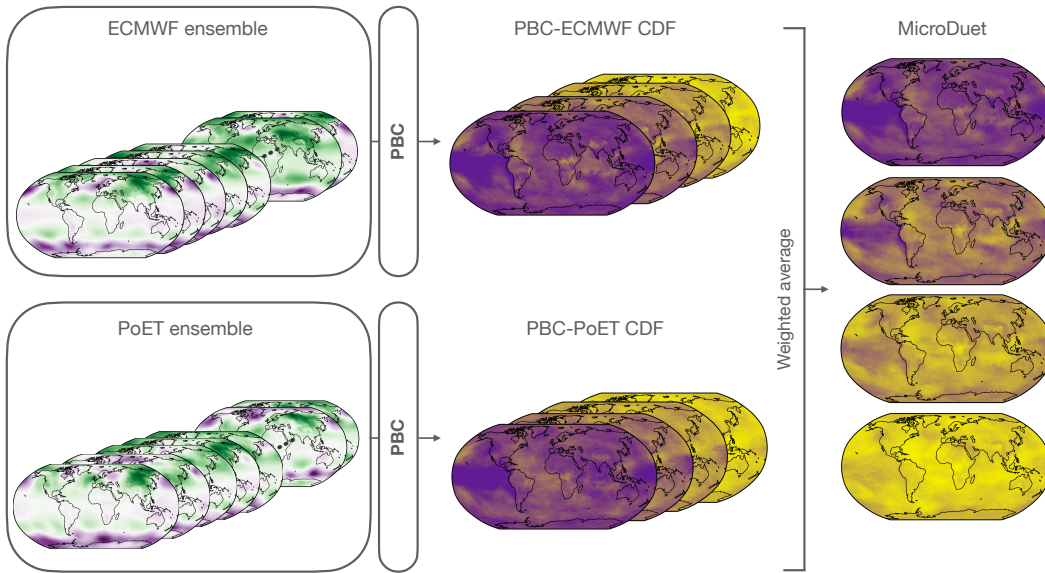 ECMWF ensemble
PBC
PBC-ECMWF CDF
MicroDuet
PoET ensemble
PBC
PBC-PoET CDF
Weighted average